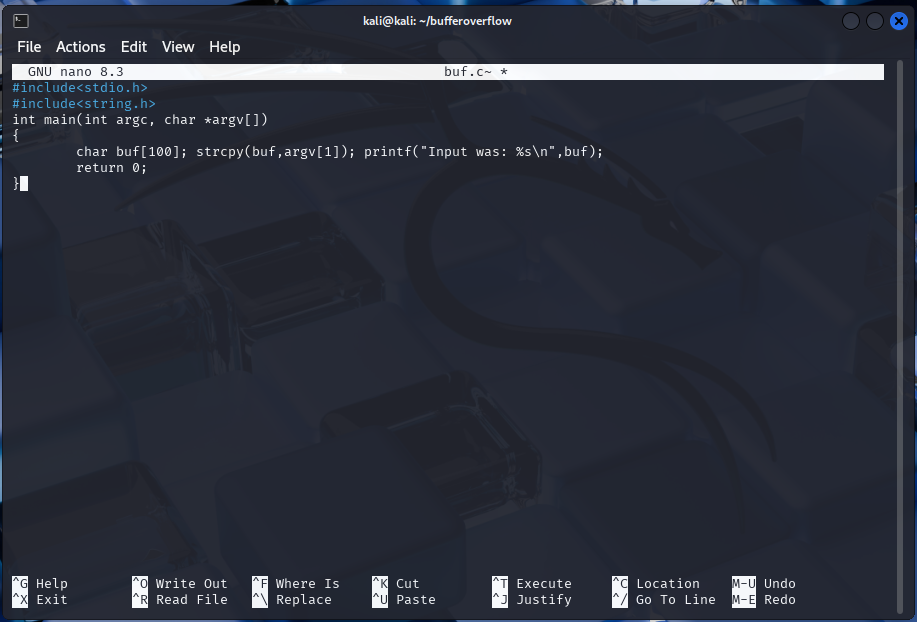 kali@kali: ~/bufferoverflow
File Actions Edit View Help
GNU nano 8.3 buf.c~ *
#include<stdio.h>
#include<string.h>
int main(int argc, char *argv[])
{
        char buf[100]; strcpy(buf,argv[1]); printf("Input was: %s\n",buf);
        return 0;
}
^G Help ^O Write Out ^F Where Is ^K Cut ^T Execute ^C Location M-U Undo
^X Exit ^R Read File ^\ Replace ^U Paste ^J Justify ^/ Go To Line M-E Redo